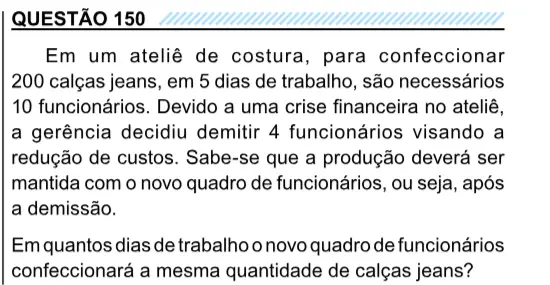 QUESTÃO 150
Em um ateliê de costura, para confeccionar
200 calças jeans, em 5 dias de trabalho, são necessários
10 funcionários. Devido a uma crise financeira no ateliê,
a gerência decidiu demitir 4 funcionários visando a
redução de custos. Sabe-se que a produção deverá ser
mantida com o novo quadro de funcionários, ou seja, após
a demissão.
Em quantos dias de trabalho o novo quadro de funcionários
confeccionará a mesma quantidade de calças jeans?